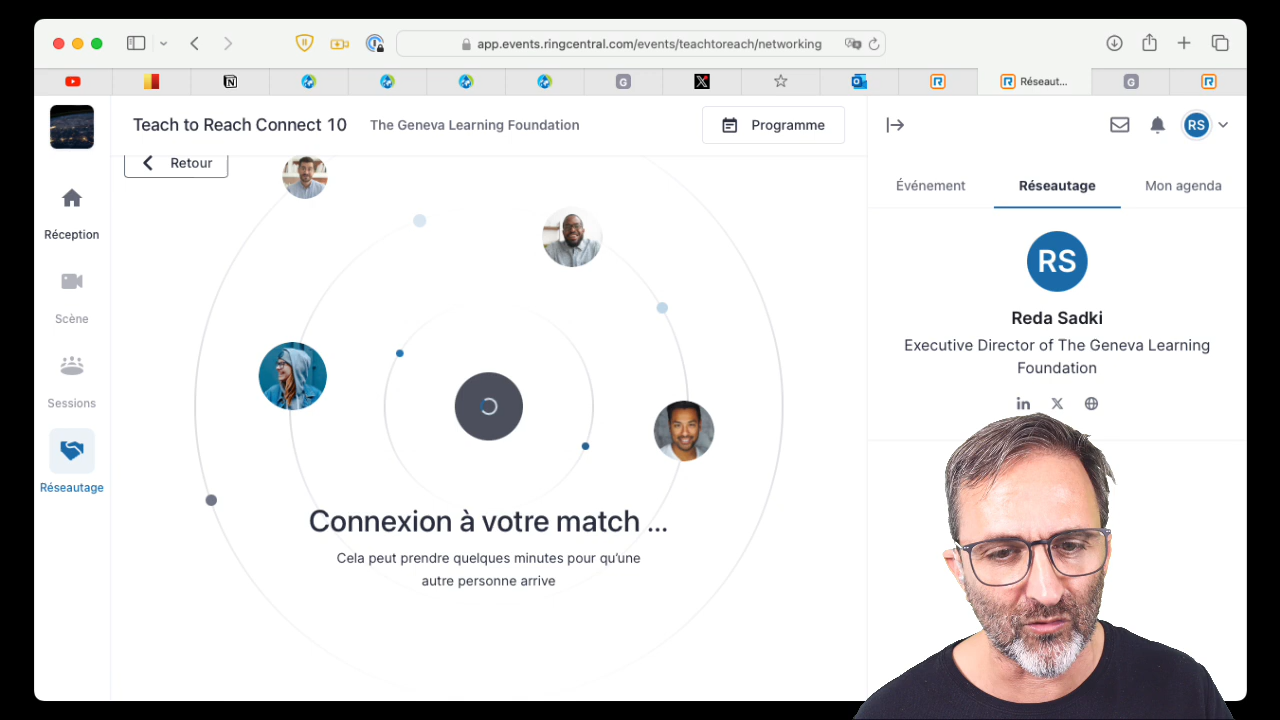 app.events.ringcentral.com/events/teachtoreach/networking
Réseaut...
Teach to Reach Connect 10
The Geneva Learning Foundation
Programme
RS
Retour
Réception
Scène
Sessions
Réseautage
Connexion à votre match ...
Cela peut prendre quelques minutes pour qu'une
autre personne arrive
Événement
Réseautage
Mon agenda
RS
Reda Sadki
Executive Director of The Geneva Learning
Foundation